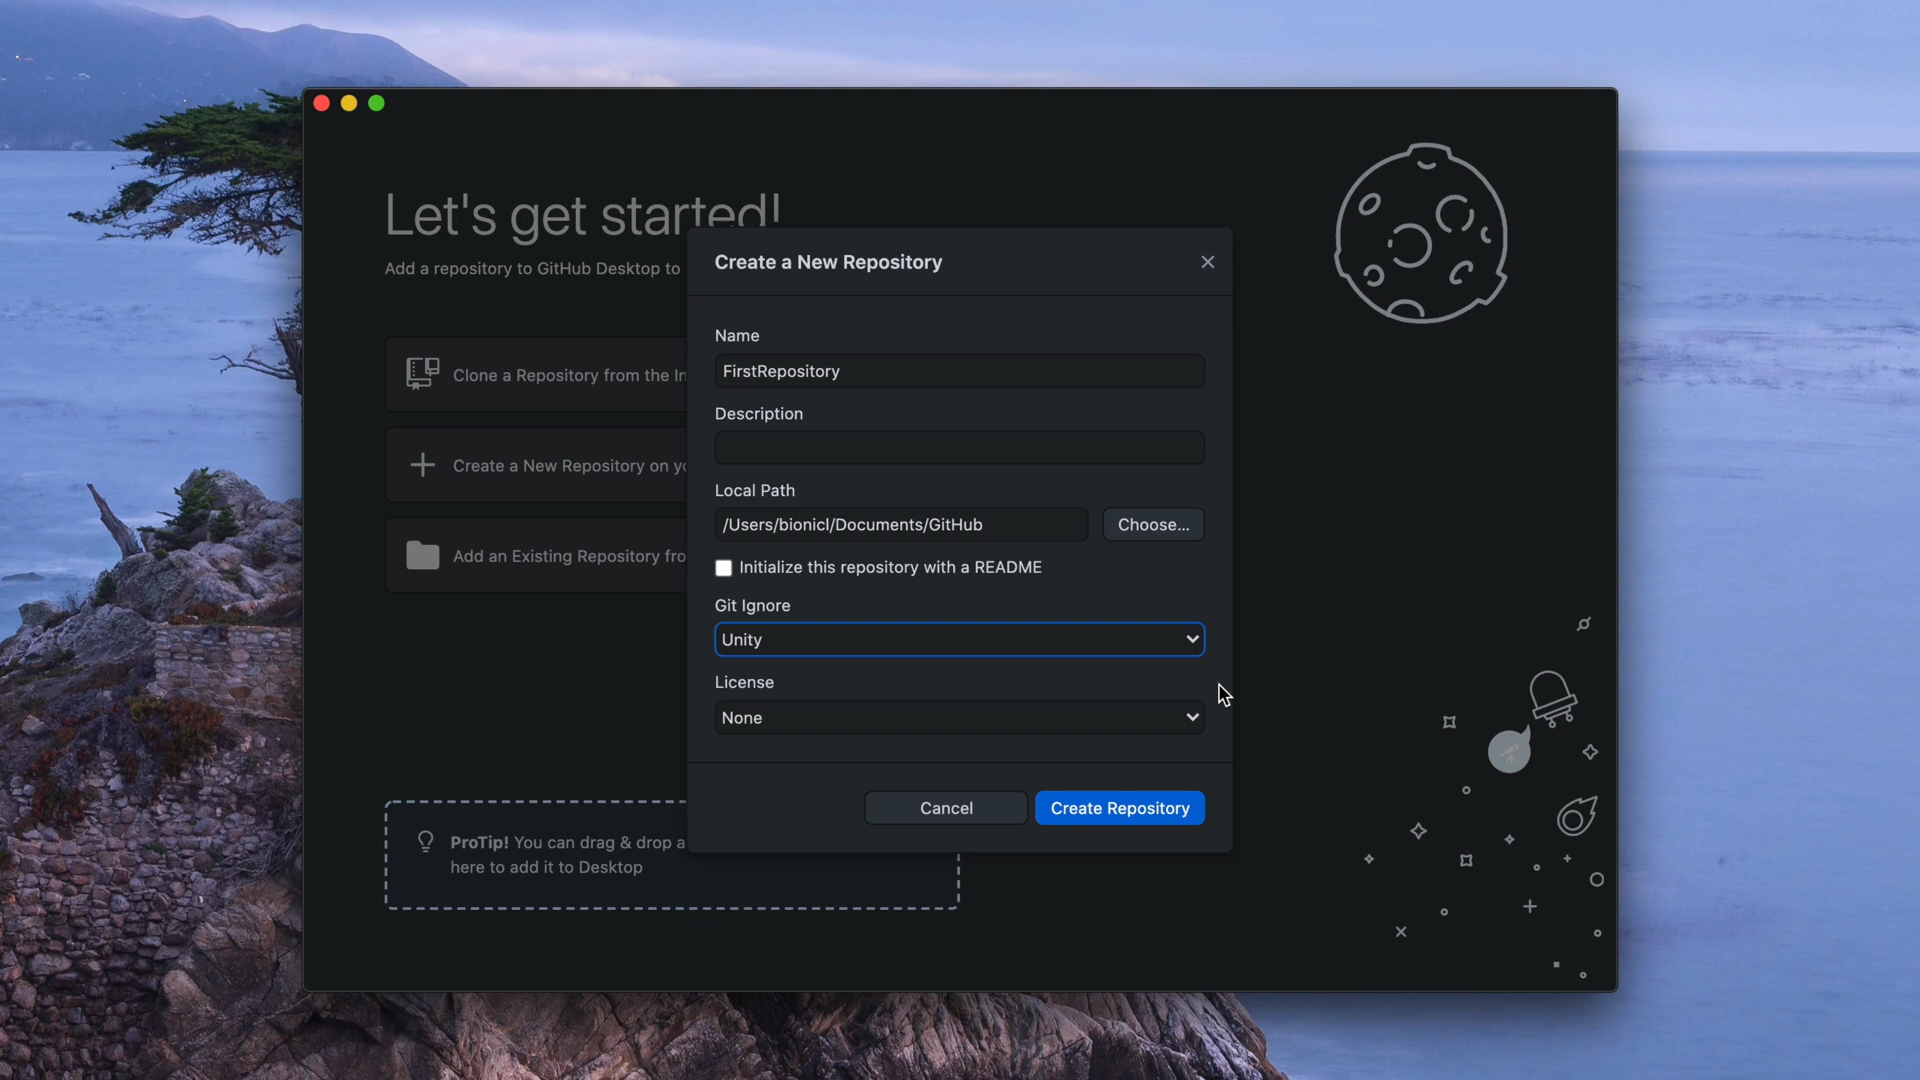 Let's get started!
Add a repository to GitHub Desktop to
Clone a Repository from the
Create a New Repository on
Add an Existing Repository
ProTip! You can drag & drop a
here to add it to Desktop
Create a New Repository
Name
FirstRepository
Description
Local Path
/Users/bionicl/Documents/GitHub
Choose...
Initialize this repository with a README
Git Ignore
Unity
License
None
Cancel
Create Repository